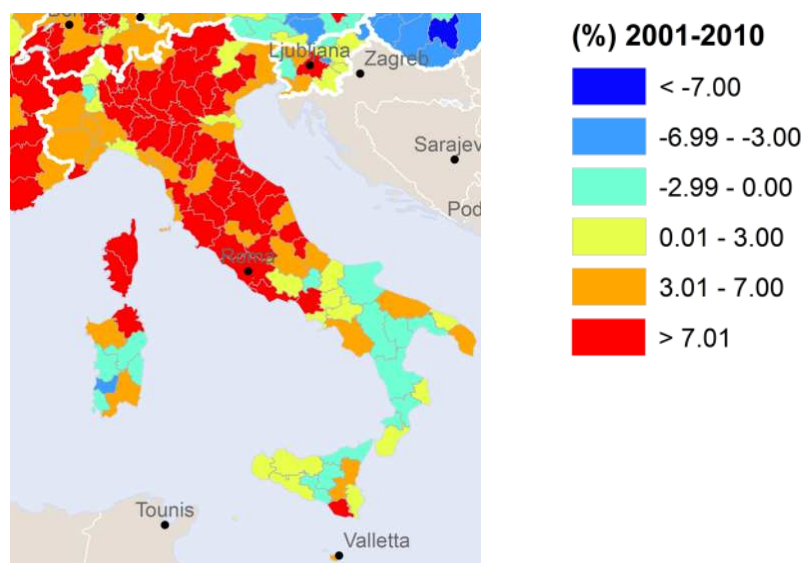 Ljubljana
Zagreb
Sarajev
Pod
Roma
Tounis
Valletta
(%) 2001-2010
< -7.00
-6.99 - -3.00
-2.99 - 0.00
0.01 - 3.00
3.01 - 7.00
> 7.01